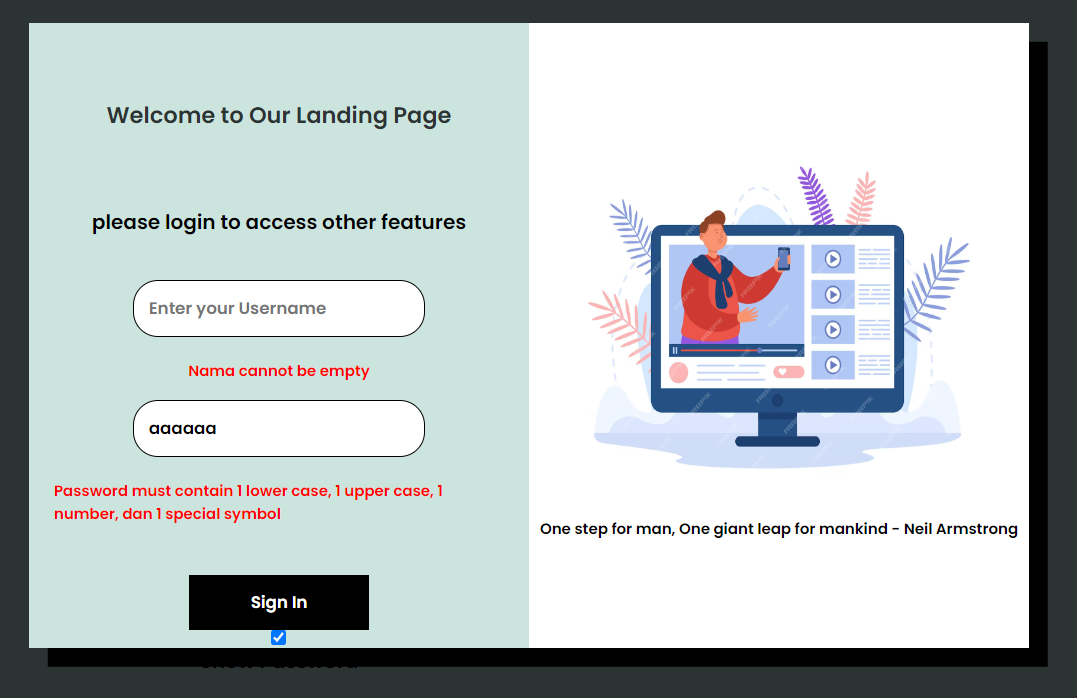 Welcome to Our Landing Page
please login to access other features
Enter your Username
Nama cannot be empty
aaaaaa
Password must contain 1 lower case, 1 upper case, 1
number, dan 1 special symbol
Sign In
Show Password
One step for man, One giant leap for mankind - Neil Armstrong